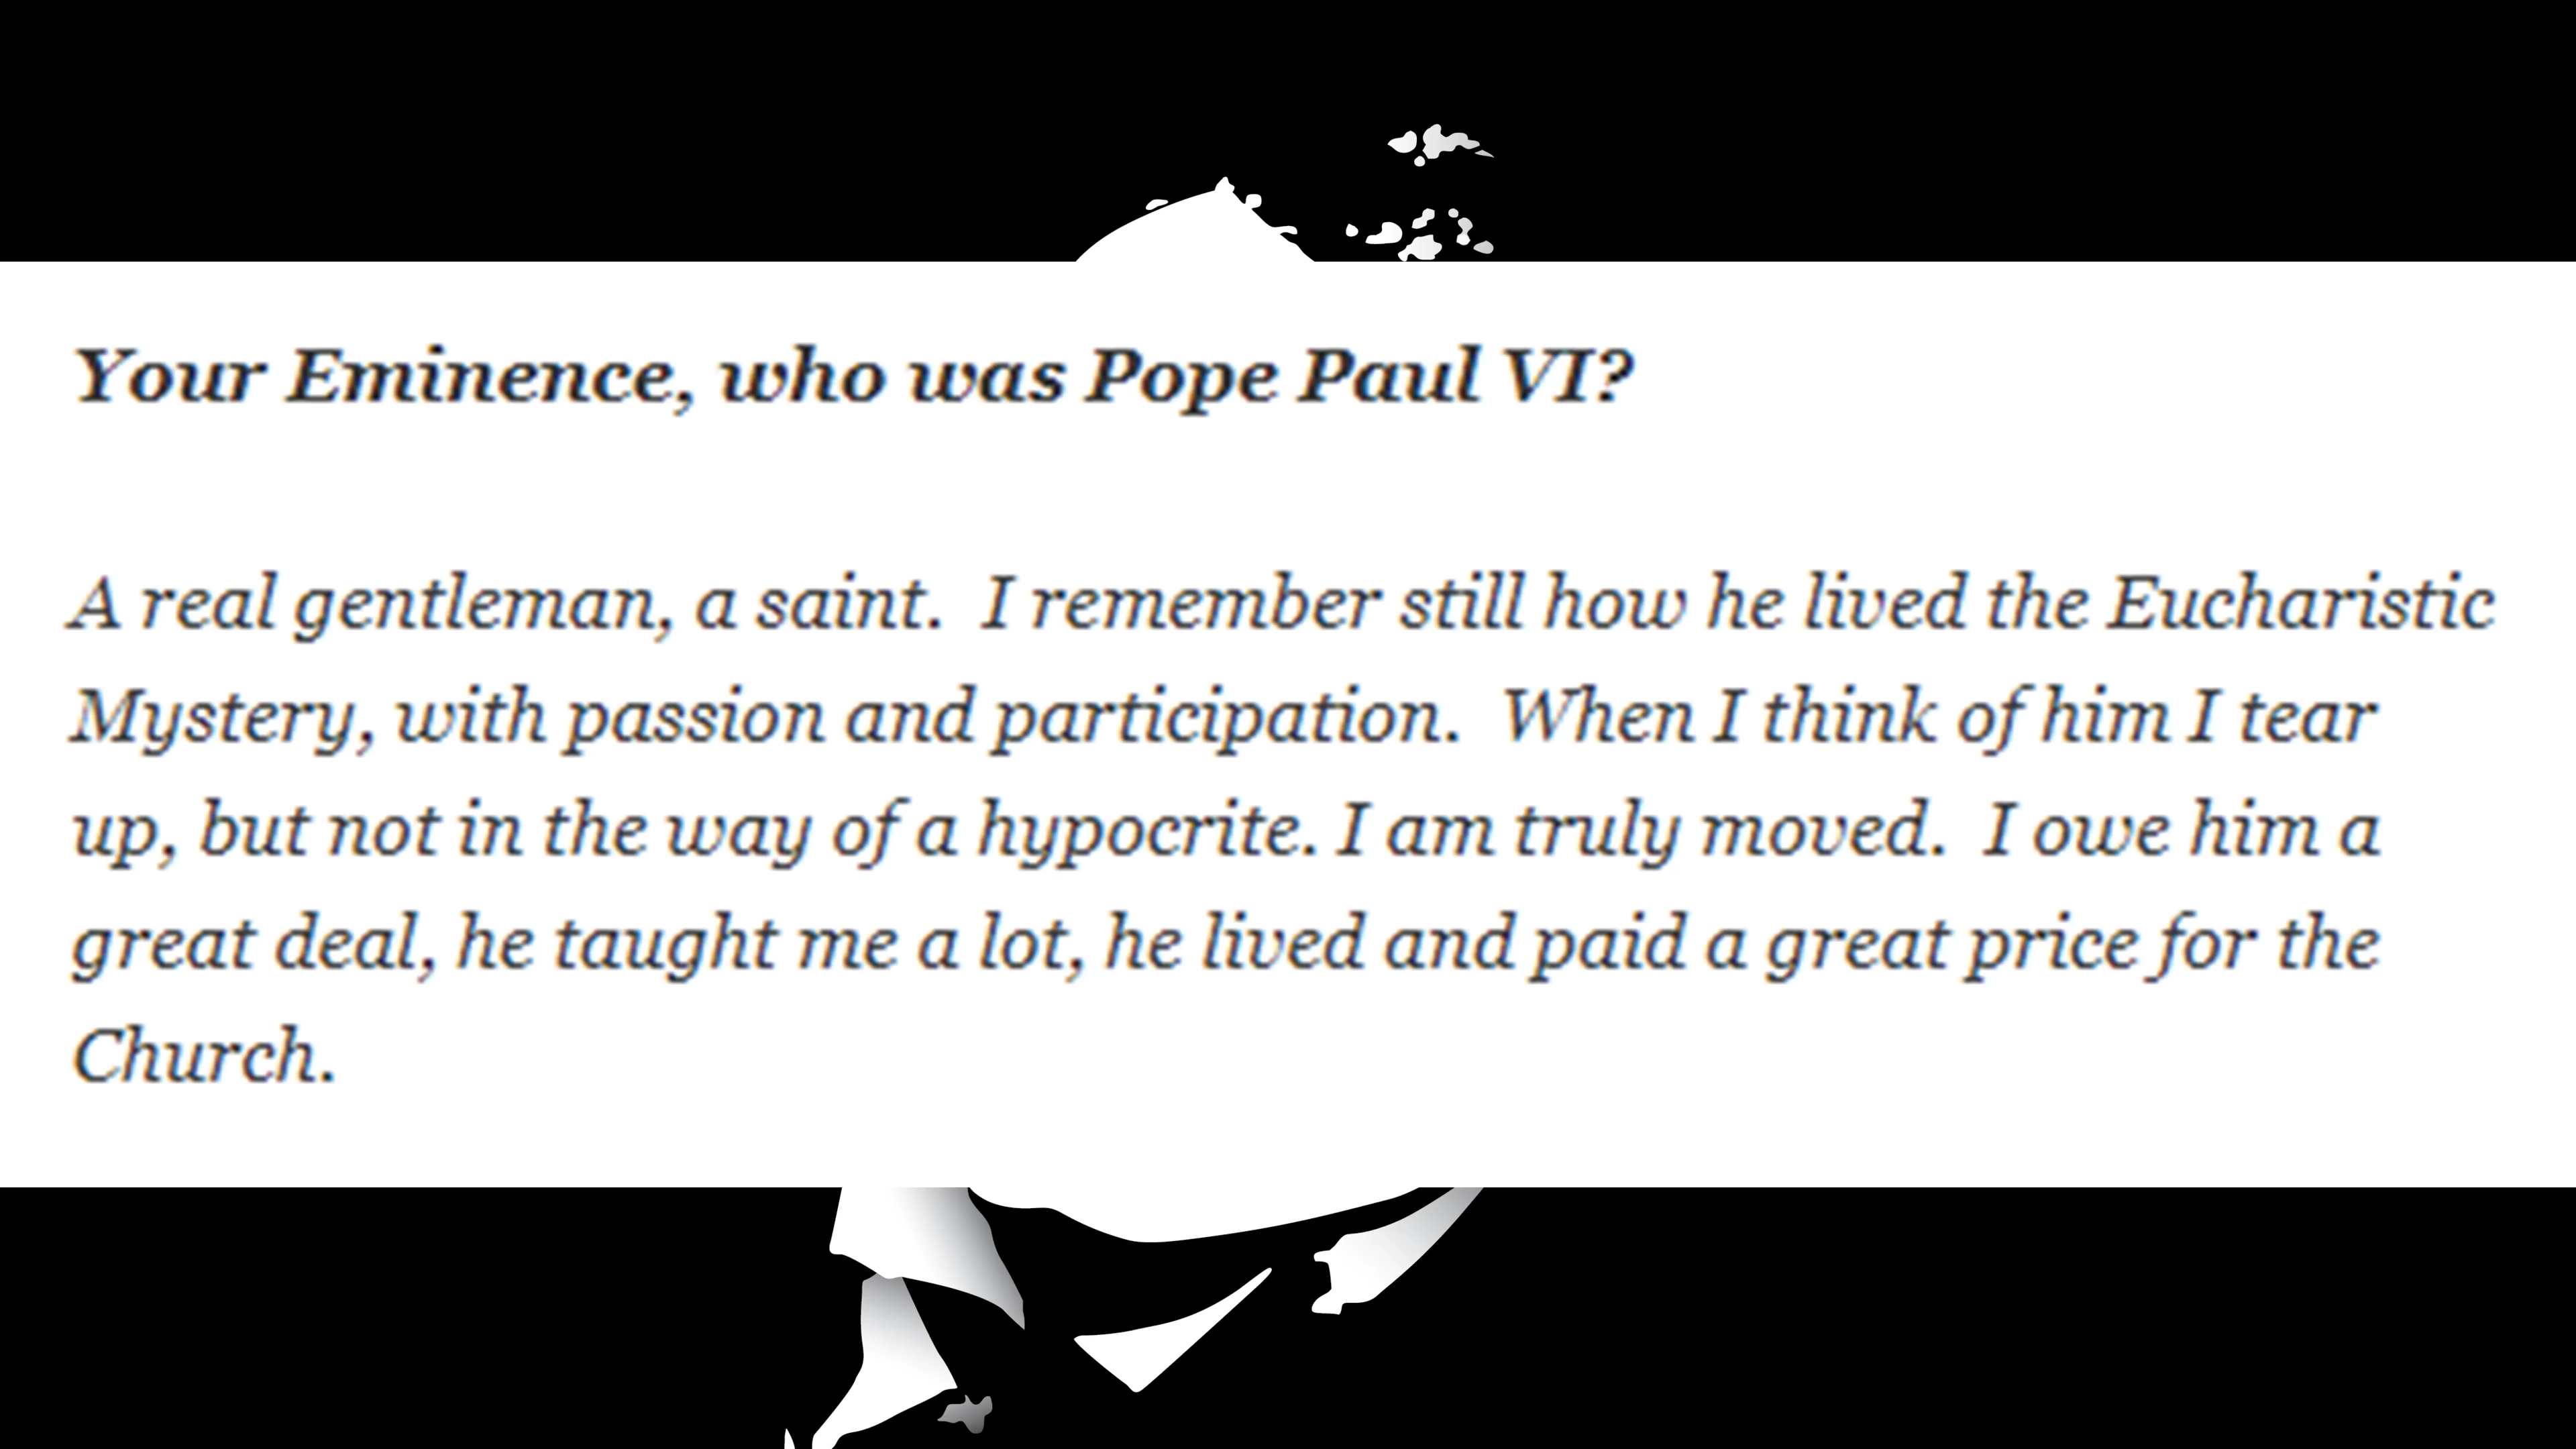 Your Eminence, who was Pope Paul VI?
A real gentleman, a saint.  I remember still how he lived the Eucharistic
Mystery, with passion and participation.  When I think of him I tear
up, but not in the way of a hypocrite. I am truly moved.  I owe him a
great deal, he taught me a lot, he lived and paid a great price for the
Church.